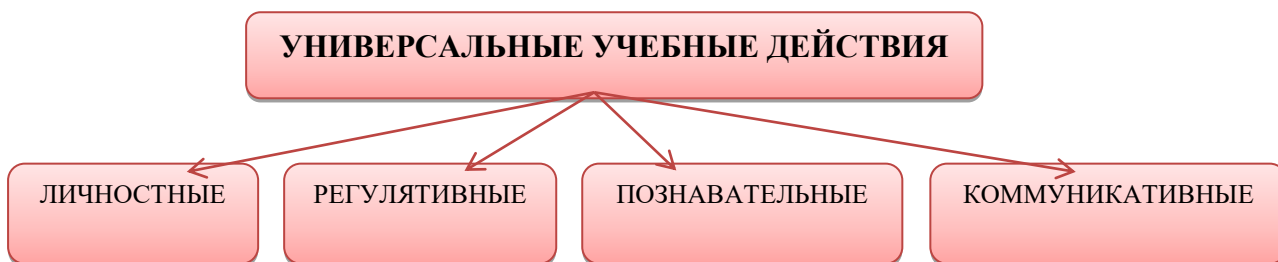 УНИВЕРСАЛЬНЫЕ УЧЕБНЫЕ ДЕЙСТВИЯ
ЛИЧНОСТНЫЕ
РЕГУЛЯТИВНЫЕ
ПОЗНАВАТЕЛЬНЫЕ
КОММУНИКАТИВНЫЕ